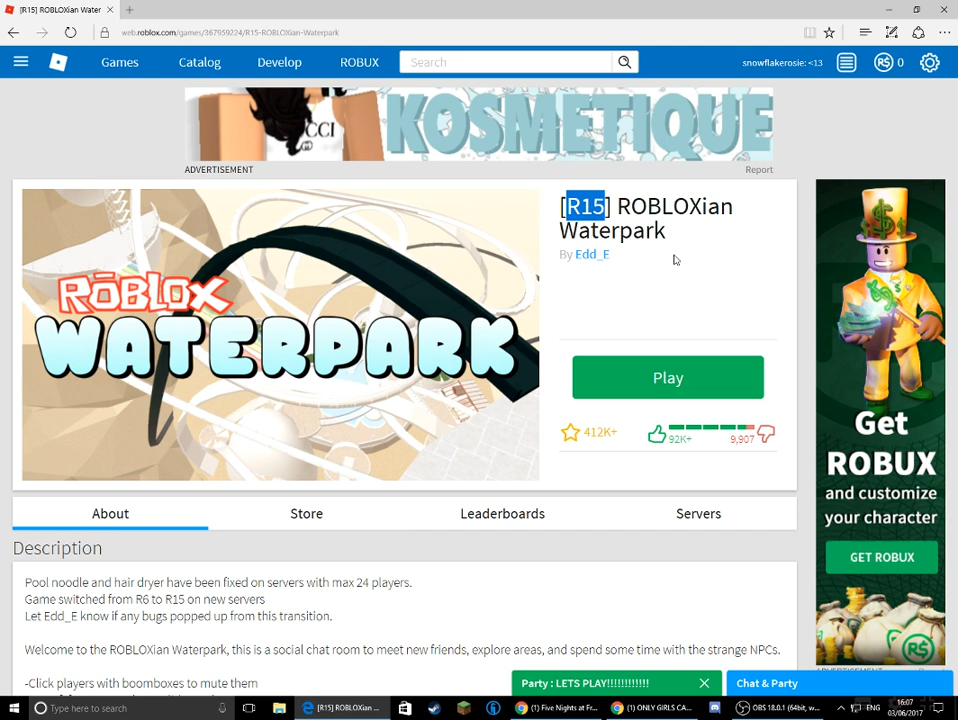 [R15] ROBLOXian Water
web.roblox.com/games/367959224/R15-ROBLOXian-Waterpark
Games
Catalog
Develop
ROBUX
Search
snowflakerosie: <13
R$ 0
CCI
KOSMETIQUE
ADVERTISEMENT
Report
ROBLOX
WATERPARK
[R15] ROBLOXian
Waterpark
By Edd_E
Play
412K+
92K+
9,907
Get
ROBUX
and customize
your character
GET ROBUX
About
Store
Leaderboards
Servers
Description
Pool noodle and hair dryer have been fixed on servers with max 24 players.
Game switched from R6 to R15 on new servers
Let Edd_E know if any bugs popped up from this transition.
Welcome to the ROBLOXian Waterpark, this is a social chat room to meet new friends, explore areas, and spend some time with the strange NPCs.
-Click players with boomboxes to mute them
Party : LETS PLAY!!!!!!!!!!!!
Chat & Party
Type here to search
[R15] ROBLOXian ...
(1) Five Nights at Fr...
(1) ONLY GIRLS CA...
OBS 18.0.1 (64bit, w...
ENG
16:07
03/06/2017